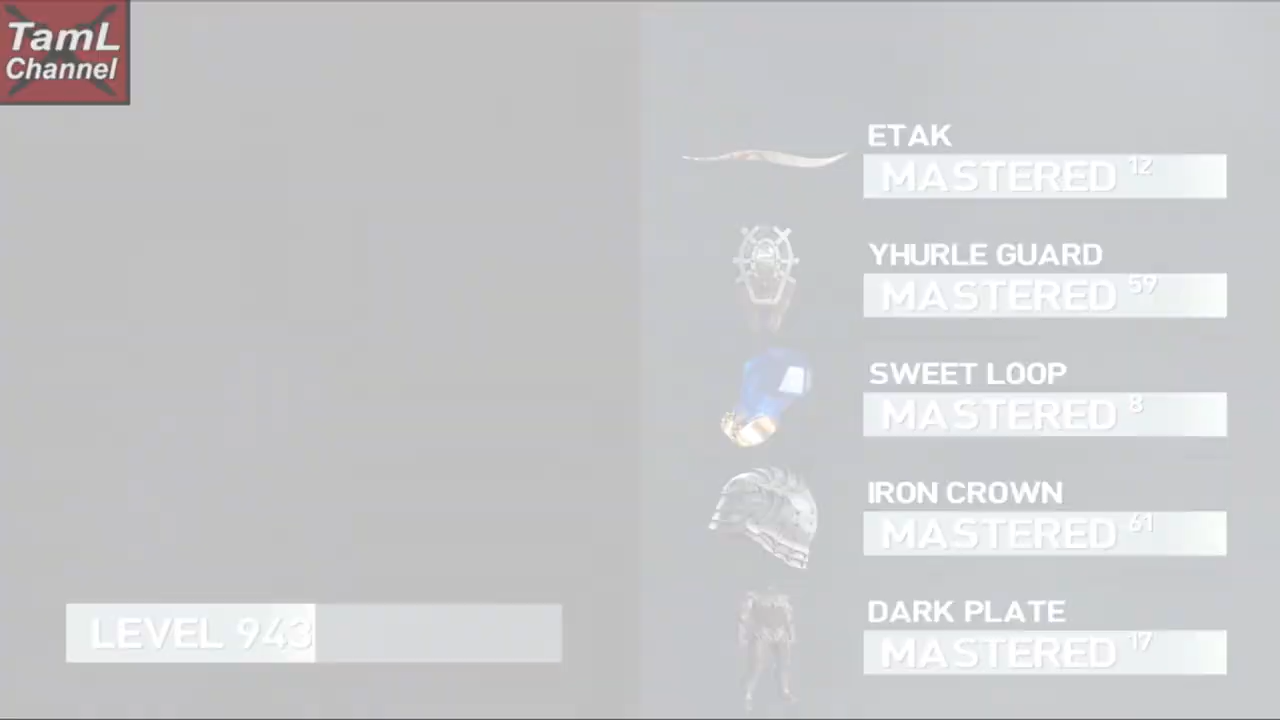 TamL
Channel
ETAK
MASTERED 12
YHURLE GUARD
MASTERED 59
SWEET LOOP
MASTERED 8
IRON CROWN
MASTERED 61
DARK PLATE
MASTERED 17
LEVEL 943